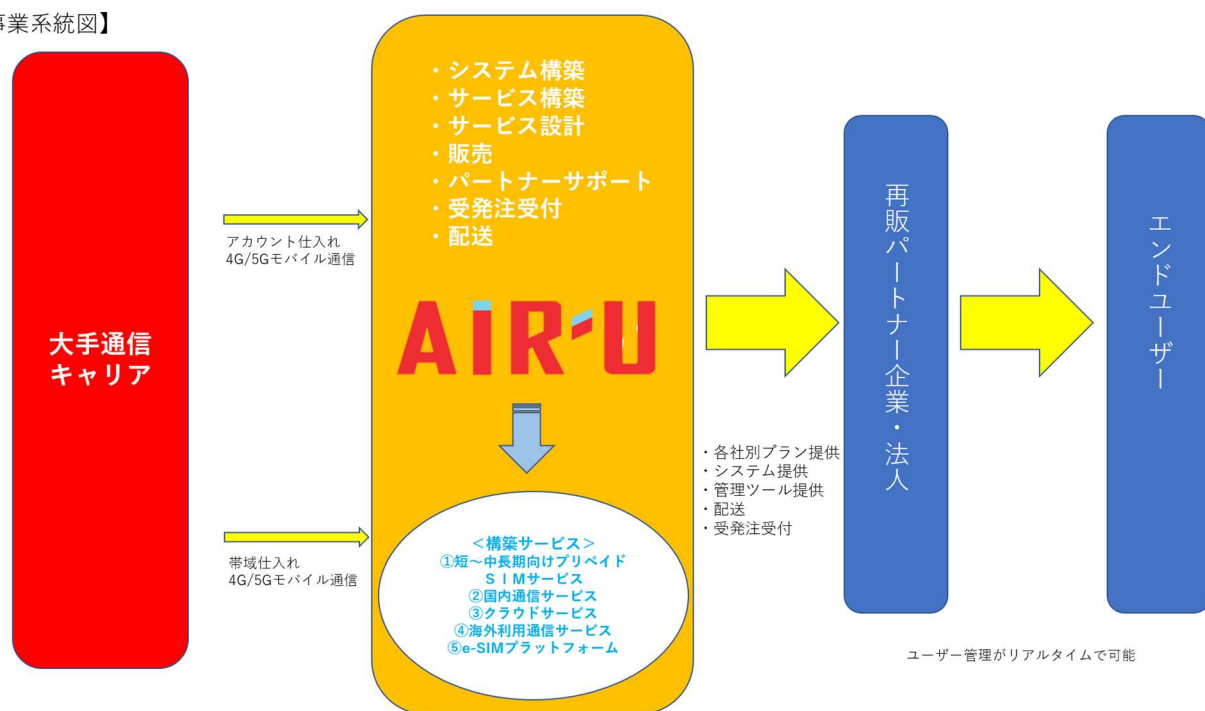 業系統図】
大手通信
キャリア
アカウント仕入れ
4G/5Gモバイル通信
帯域仕入れ
4G/5Gモバイル通信
・システム構築
・サービス構築
・サービス設計
・販売
・パートナーサポート
・受発注受付
・配送
AiR-U
＜構築サービス＞
①短～中長期向けプリペイド
ＳＩＭサービス
②国内通信サービス
③クラウドサービス
④海外利用通信サービス
⑤e-SIMプラットフォーム
・各社別プラン提供
・システム提供
・管理ツール提供
・配送
・受発注受付
再販パートナー企業・法人
エンドユーザー
ユーザー管理がリアルタイムで可能